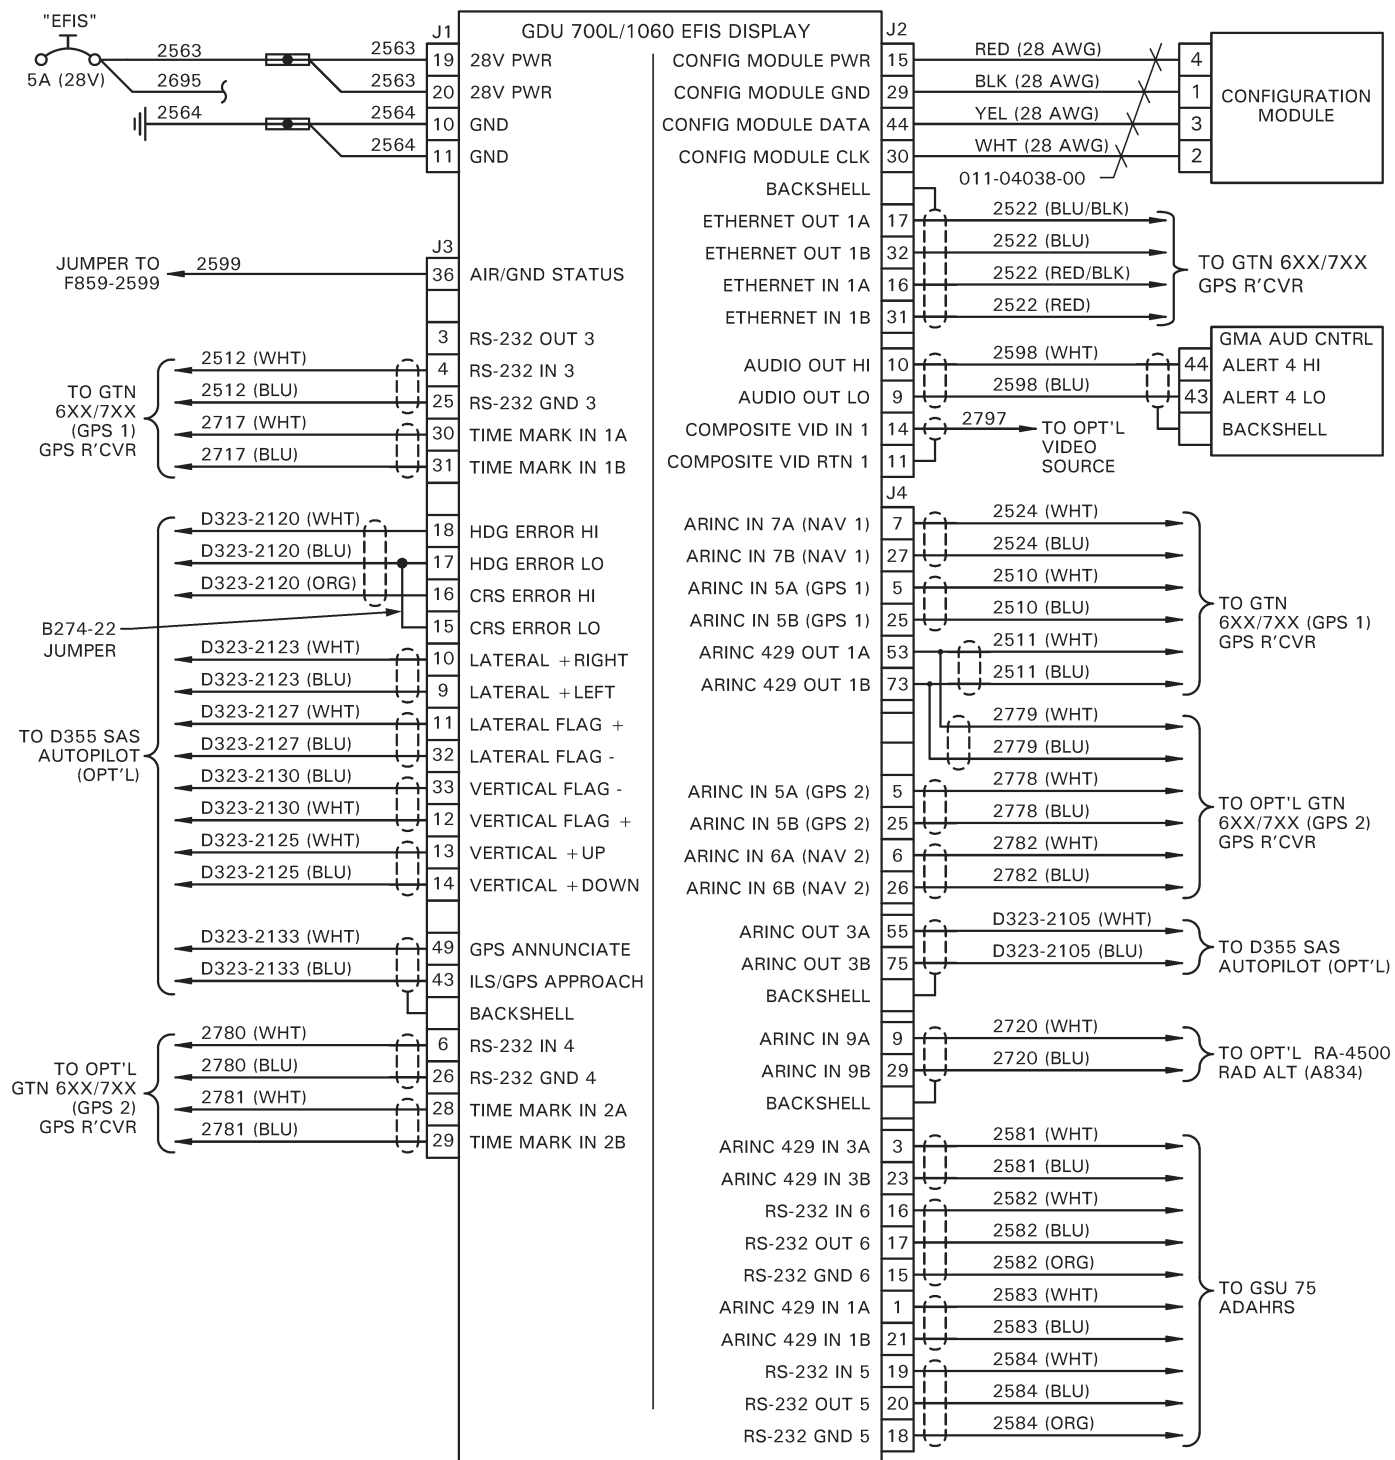 "EFIS"
5A (28V)
2563
2563
2695
2563
2564
2564
2564
GDU 700L/1060 EFIS DISPLAY
J1
19 28V PWR
20 28V PWR
10 GND
11 GND
J3
JUMPER TO
F859-2599
2599
36 AIR/GND STATUS
3 RS-232 OUT 3
TO GTN
6XX/7XX
(GPS 1)
GPS R'CVR
2512 (WHT) 4 RS-232 IN 3
2512 (BLU) 25 RS-232 GND 3
2717 (WHT) 30 TIME MARK IN 1A
2717 (BLU) 31 TIME MARK IN 1B
TO D355 SAS
AUTOPILOT
(OPT'L)
D323-2120 (WHT) 18 HDG ERROR HI
D323-2120 (BLU) 17 HDG ERROR LO
D323-2120 (ORG) 16 CRS ERROR HI
B274-22
JUMPER
15 CRS ERROR LO
D323-2123 (WHT) 10 LATERAL +RIGHT
D323-2123 (BLU) 9 LATERAL +LEFT
D323-2127 (WHT) 11 LATERAL FLAG +
D323-2127 (BLU) 32 LATERAL FLAG -
D323-2130 (BLU) 33 VERTICAL FLAG -
D323-2130 (WHT) 12 VERTICAL FLAG +
D323-2125 (WHT) 13 VERTICAL +UP
D323-2125 (BLU) 14 VERTICAL +DOWN
D323-2133 (WHT) 49 GPS ANNUNCIATE
D323-2133 (BLU) 43 ILS/GPS APPROACH
BACKSHELL
TO OPT'L
GTN 6XX/7XX
(GPS 2)
GPS R'CVR
2780 (WHT) 6 RS-232 IN 4
2780 (BLU) 26 RS-232 GND 4
2781 (WHT) 28 TIME MARK IN 2A
2781 (BLU) 29 TIME MARK IN 2B
J2
CONFIG MODULE PWR 15 RED (28 AWG) 4
CONFIG MODULE GND 29 BLK (28 AWG) 1
CONFIG MODULE DATA 44 YEL (28 AWG) 3
CONFIG MODULE CLK 30 WHT (28 AWG) 2
CONFIGURATION
MODULE
011-04038-00
BACKSHELL
ETHERNET OUT 1A 17 2522 (BLU/BLK)
ETHERNET OUT 1B 32 2522 (BLU)
ETHERNET IN 1A 16 2522 (RED/BLK)
ETHERNET IN 1B 31 2522 (RED)
TO GTN 6XX/7XX
GPS R'CVR
GMA AUD CNTRL
AUDIO OUT HI 10 2598 (WHT) 44 ALERT 4 HI
AUDIO OUT LO 9 2598 (BLU) 43 ALERT 4 LO
BACKSHELL
COMPOSITE VID IN 1 14 2797
TO OPT'L
VIDEO
SOURCE
COMPOSITE VID RTN 1 11
J4
ARINC IN 7A (NAV 1) 7 2524 (WHT)
ARINC IN 7B (NAV 1) 27 2524 (BLU)
ARINC IN 5A (GPS 1) 5 2510 (WHT)
ARINC IN 5B (GPS 1) 25 2510 (BLU)
ARINC 429 OUT 1A 53 2511 (WHT)
ARINC 429 OUT 1B 73 2511 (BLU)
TO GTN
6XX/7XX (GPS 1)
GPS R'CVR
2779 (WHT)
2779 (BLU)
ARINC IN 5A (GPS 2) 5 2778 (WHT)
ARINC IN 5B (GPS 2) 25 2778 (BLU)
ARINC IN 6A (NAV 2) 6 2782 (WHT)
ARINC IN 6B (NAV 2) 26 2782 (BLU)
TO OPT'L GTN
6XX/7XX (GPS 2)
GPS R'CVR
ARINC OUT 3A 55 D323-2105 (WHT)
ARINC OUT 3B 75 D323-2105 (BLU)
BACKSHELL
TO D355 SAS
AUTOPILOT (OPT'L)
ARINC IN 9A 9 2720 (WHT)
ARINC IN 9B 29 2720 (BLU)
BACKSHELL
TO OPT'L RA-4500
RAD ALT (A834)
ARINC 429 IN 3A 3 2581 (WHT)
ARINC 429 IN 3B 23 2581 (BLU)
RS-232 IN 6 16 2582 (WHT)
RS-232 OUT 6 17 2582 (BLU)
RS-232 GND 6 15 2582 (ORG)
ARINC 429 IN 1A 1 2583 (WHT)
ARINC 429 IN 1B 21 2583 (BLU)
RS-232 IN 5 19 2584 (WHT)
RS-232 OUT 5 20 2584 (BLU)
RS-232 GND 5 18 2584 (ORG)
TO GSU 75
ADAHRS